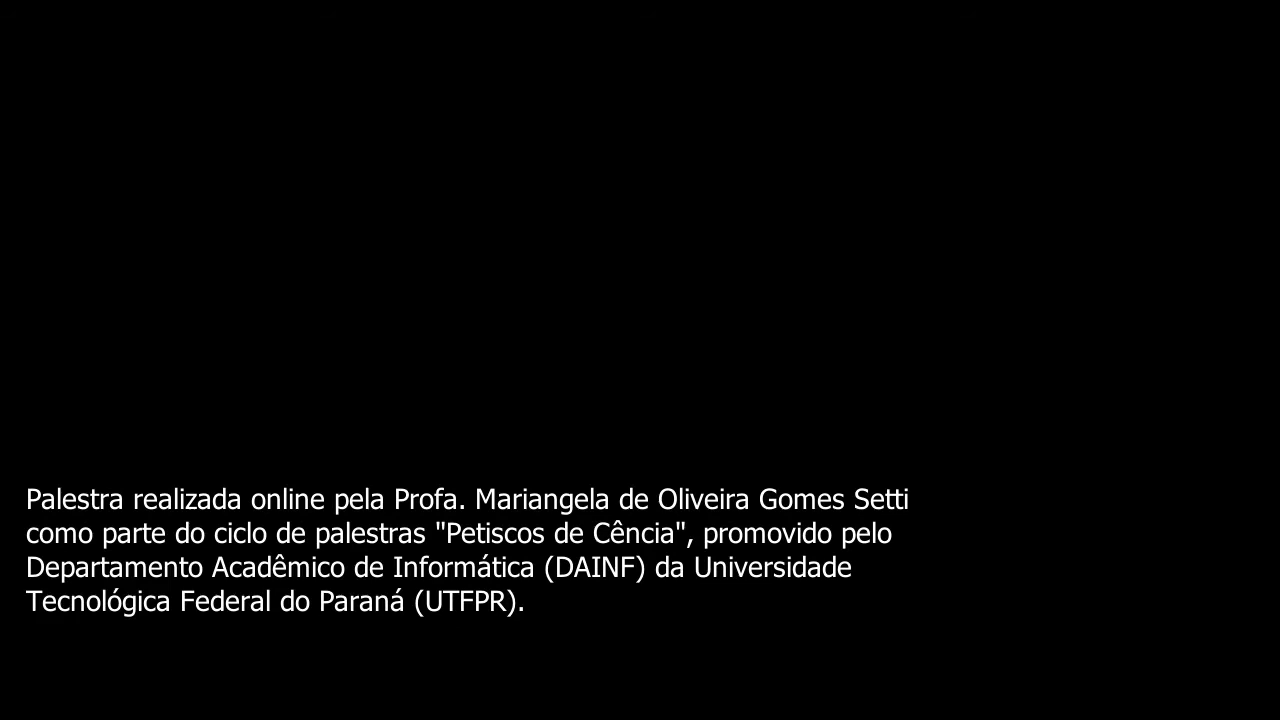 Palestra realizada online pela Profa. Mariangela de Oliveira Gomes Setti
como parte do ciclo de palestras "Petiscos de Cência", promovido pelo
Departamento Acadêmico de Informática (DAINF) da Universidade
Tecnológica Federal do Paraná (UTFPR).